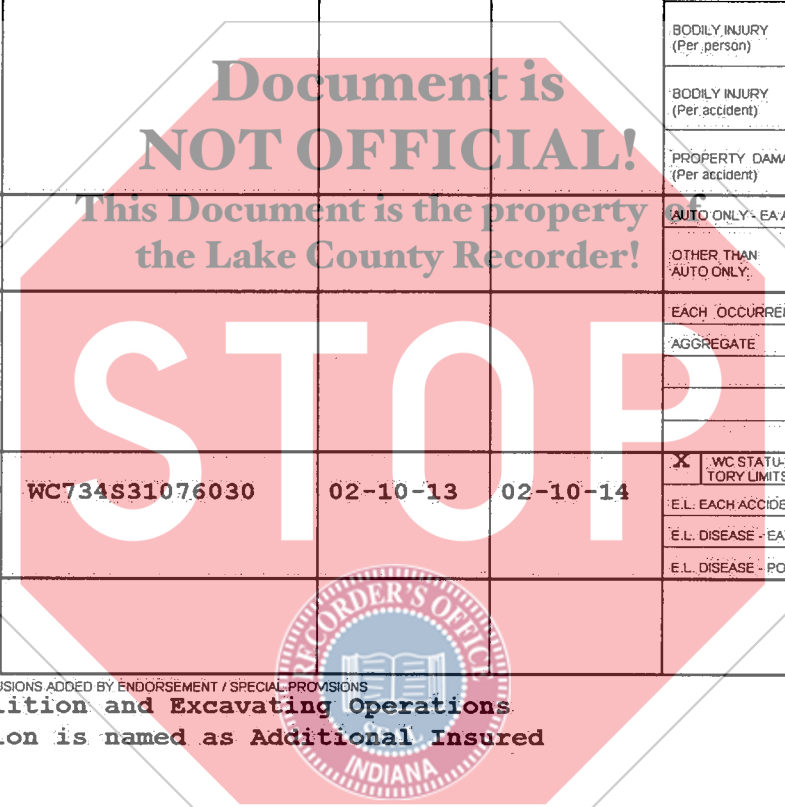 BODILY INJURY
(Per person)
Document is
BODILY INJURY
(Per accident)
NOT OFFICIAL!
PROPERTY DAMA
(Per accident)
This Document is the property of
AUTO ONLY - EA A
the Lake County Recorder!
OTHER THAN
AUTO ONLY:
EACH OCCURREN
AGGREGATE
STOP
X WC STATU-
TORY LIMITS
WC734S31076030 02-10-13 02-10-14
E.L. EACH ACCIDE
E.L. DISEASE - EA
E.L. DISEASE - PO
RECORDER'S OFFICE
USIONS ADDED BY ENDORSEMENT / SPECIAL PROVISIONS
lition and Excavating Operations
on is named as Additional Insured
INDIANA